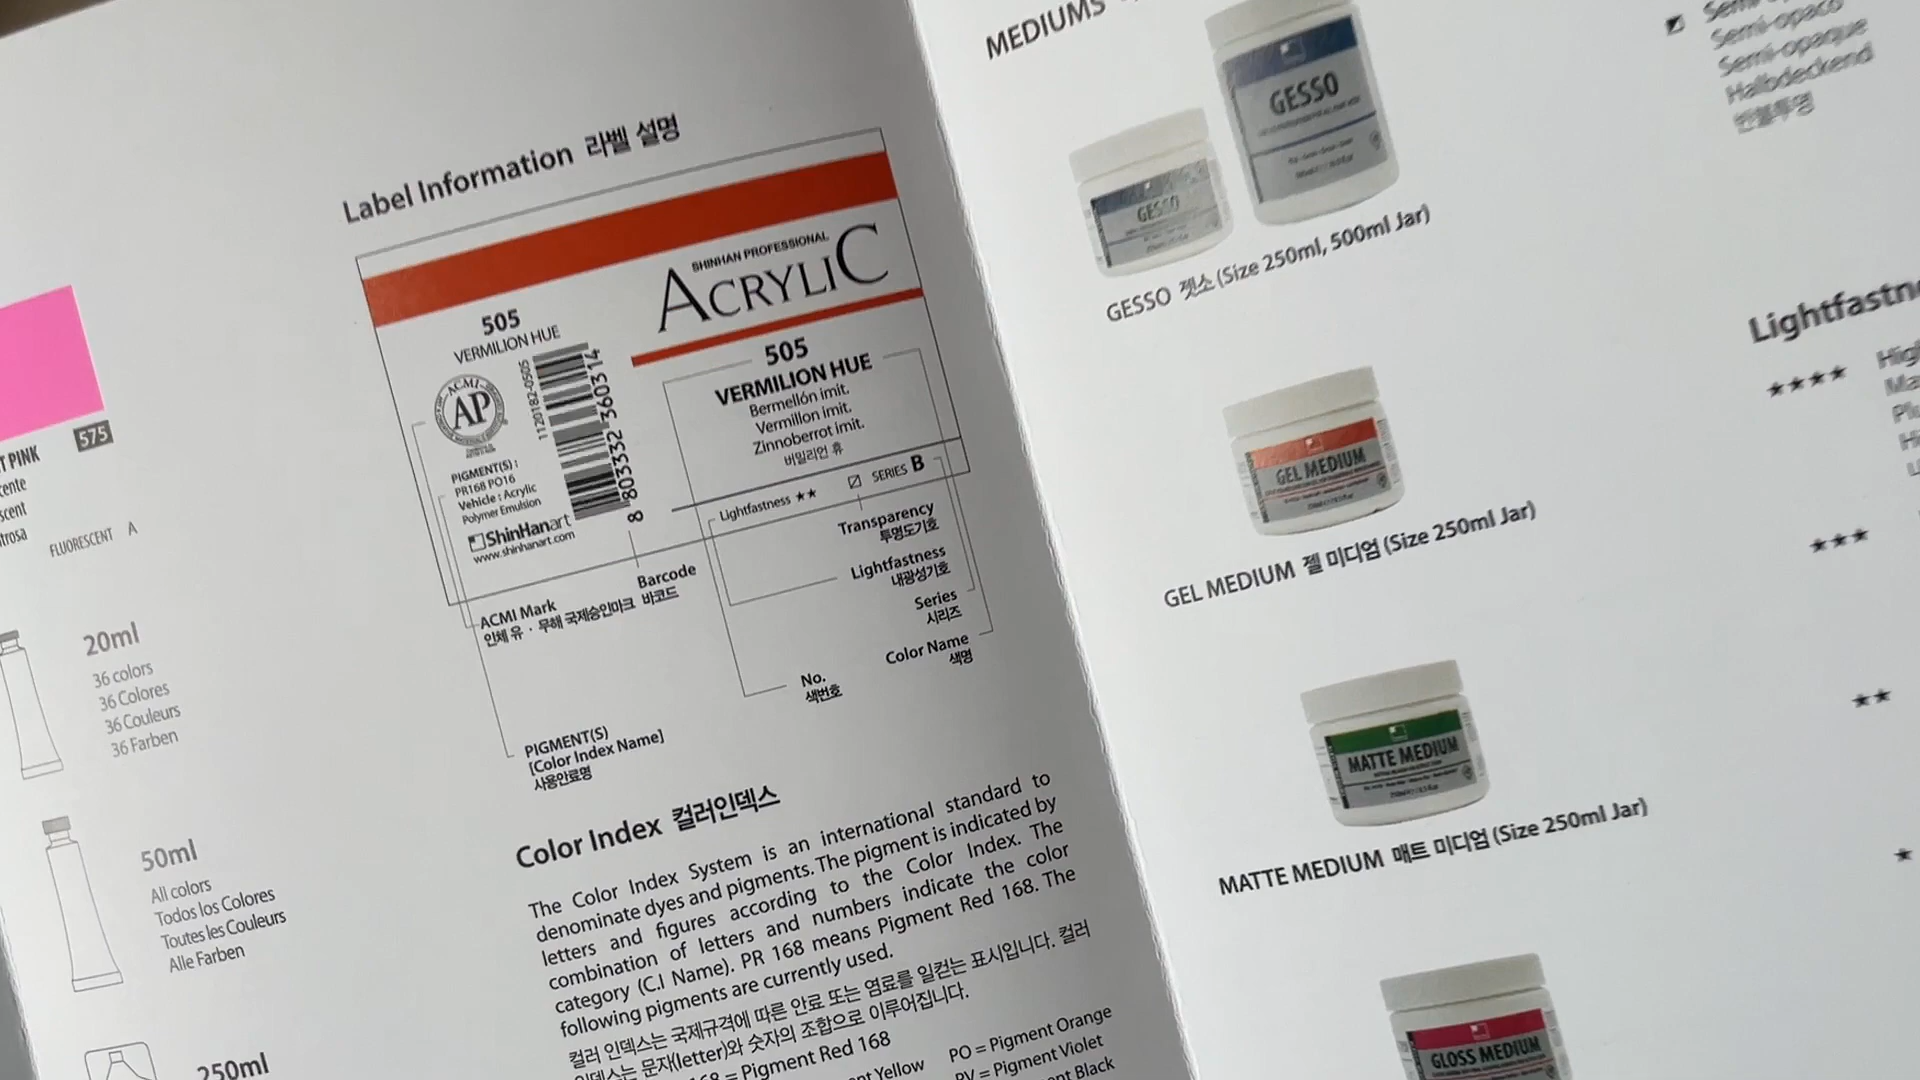 T PINK
575
FLUORESCENT A
20ml
36 colors
36 Colores
36 Couleurs
36 Farben
50ml
All colors
Todos los Colores
Toutes les Couleurs
Alle Farben
250ml
Label Information 라벨 설명
505
VERMILION HUE
ACMI
AP
1120182-0505
8 803332 360314
PIGMENT(S) :
PR168 PO16
Vehicle : Acrylic
Polymer Emulsion
ShinHanart
www.shinhanart.com
SHINHAN PROFESSIONAL
ACRYLIC
505
VERMILION HUE
Bermellón imit.
Vermillon imit.
Zinnoberrot imit.
버밀리언 휴
Lightfastness ★★
SERIES B
Transparency
투명도기호
Lightfastness
내광성기호
Series
시리즈
Color Name
색명
No.
색번호
Barcode
바코드
ACMI Mark
인체 유 · 무해 국제승인마크
PIGMENT(S)
[Color Index Name]
사용안료명
Color Index 컬러인덱스
The Color Index System is an international standard to
denominate dyes and pigments. The pigment is indicated by
letters and figures according to the Color Index. The
combination of letters and numbers indicate the color
category (C.I Name). PR 168 means Pigment Red 168. The
following pigments are currently used.
컬러 인덱스는 국제규격에 따른 안료 또는 염료를 일컫는 표시입니다. 컬러
인덱스는 문자(letter)와 숫자의 조합으로 이루어집니다.
168 = Pigment Red 168
Yellow
PO = Pigment Orange
PV = Pigment Violet
Black
MEDIUMS
GESSO
GESSO
GESSO 젯소 (Size 250ml, 500ml Jar)
GEL MEDIUM
GEL MEDIUM 젤 미디엄 (Size 250ml Jar)
MATTE MEDIUM
MATTE MEDIUM 매트 미디엄 (Size 250ml Jar)
GLOSS MEDIUM
Semi-opaco
Semi-opaque
Halbdeckend
반불투명
Lightfastn
★★★★
★★★
★★
★